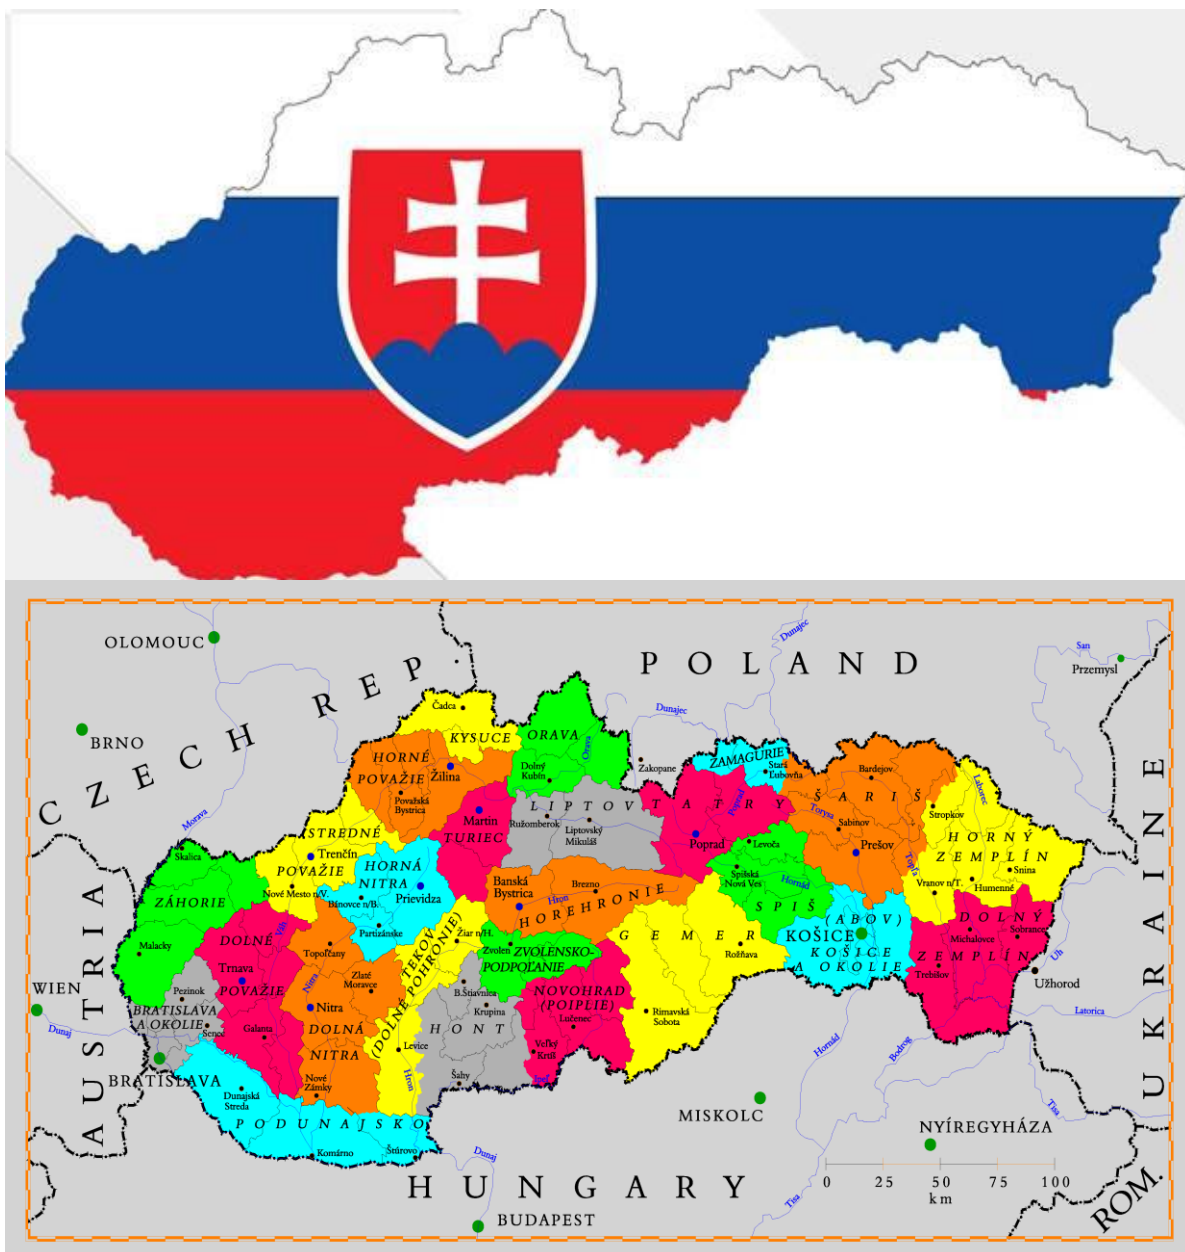 OLOMOUC
BRNO
CZECH REP.
POLAND
Dunajec
San
Przemysl
Dunajec
Zakopane
Morava
Čadca
KYSUCE
ORAVA
Orava
Dolný
Kubín
HORNÉ
POVAŽIE
Žilina
Považská
Bystrica
ZAMAGURIE
Stará
Ľubovňa
Bardejov
ŠARIŠ
Laborec
Stropkov
Martin
TURIEC
LIPTOV
Ružomberok
Liptovský
Mikuláš
TATRY
Poprad
Poprad
Torysa
Sabinov
Prešov
Topľa
HORNÝ
ZEMPLÍN
Snina
Humenné
Vranov n/T.
STREDNÉ
POVAŽIE
Trenčín
Nové Mesto n/V.
HORNÁ
NITRA
Prievidza
Bánovce n/B.
Partizánske
Skalica
ZÁHORIE
Malacky
Levoča
Spišská
Nová Ves
Hornád
SPIŠ
Banská
Bystrica
Brezno
Hron
HOREHRONIE
DOLNÉ
POVAŽIE
Váh
Trnava
Galanta
Topoľčany
Zlaté
Moravce
Nitra
Nitra
DOLNÁ
NITRA
Nové
Zámky
TEKOV
(DOLNÉ POHRONIE)
Žiar n/H.
Levice
Hron
Zvolen
ZVOLENSKO-
PODPOĽANIE
B.Štiavnica
Krupina
HONT
Šahy
NOVOHRAD
(POIPLIE)
Lučenec
Veľký
Krtíš
Ipeľ
GEMER
Rožňava
Rimavská
Sobota
(ABOV)
KOŠICE
KOŠICE
A OKOLIE
DOLNÝ
ZEMPLÍN
Michalovce
Sobrance
Trebišov
Užhorod
Uh
Latorica
Pezinok
BRATISLAVA
A OKOLIE
Senec
BRATISLAVA
Dunajská
Streda
PODUNAJSKO
Komárno
Štúrovo
WIEN
Dunaj
AUSTRIA
UKRAINE
Hornád
Bodrog
Tisa
Tisa
MISKOLC
NYÍREGYHÁZA
Dunaj
HUNGARY
BUDAPEST
ROM.
0 25 50 75 100
km